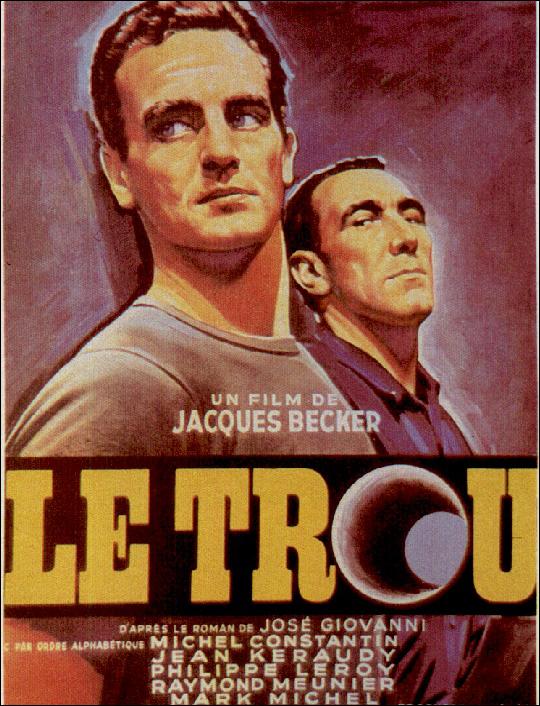 UN FILM DE
JACQUES BECKER
LE TROU
D'APRÈS LE ROMAN DE JOSÉ GIOVANNI
C PAR ORDRE ALPHABÉTIQUE MICHEL CONSTANTIN
JEAN KERAUDY
PHILIPPE LEROY
RAYMOND MEUNIER
MARK MICHEL